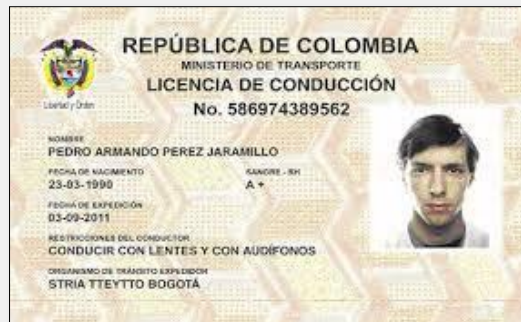 REPÚBLICA DE COLOMBIA
MINISTERIO DE TRANSPORTE
LICENCIA DE CONDUCCIÓN
No. 586974389562
Libertad y Orden
NOMBRE
PEDRO ARMANDO PEREZ JARAMILLO
FECHA DE NACIMIENTO SANGRE - RH
23-03-1990 A +
FECHA DE EXPEDICIÓN
03-09-2011
RESTRICCIONES DEL CONDUCTOR
CONDUCIR CON LENTES Y CON AUDÍFONOS
ORGANISMO DE TRÁNSITO EXPEDIDOR
STRIA TTEYTTO BOGOTÁ